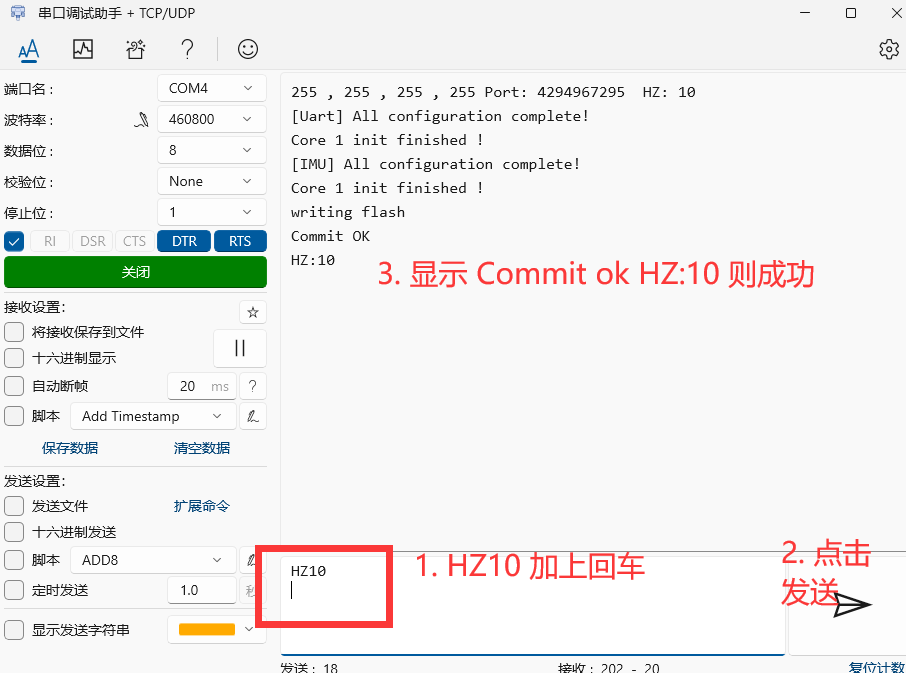 串口调试助手 + TCP/UDP
端口名:
COM4
波特率:
460800
数据位:
8
校验位:
None
停止位:
1
RI
DSR
CTS
DTR
RTS
关闭
接收设置:
将接收保存到文件
十六进制显示
自动断帧
20 ms
?
脚本
Add Timestamp
保存数据
清空数据
发送设置:
发送文件
扩展命令
十六进制发送
脚本
ADD8
定时发送
1.0
秒
显示发送字符串
255 , 255 , 255 , 255 Port: 4294967295  HZ: 10
[Uart] All configuration complete!
Core 1 init finished !
[IMU] All configuration complete!
Core 1 init finished !
writing flash
Commit OK
HZ:10
3. 显示 Commit ok HZ:10 则成功
HZ10
1. HZ10 加上回车
2. 点击
发送
发送: 18
接收: 202 - 20
复位计数